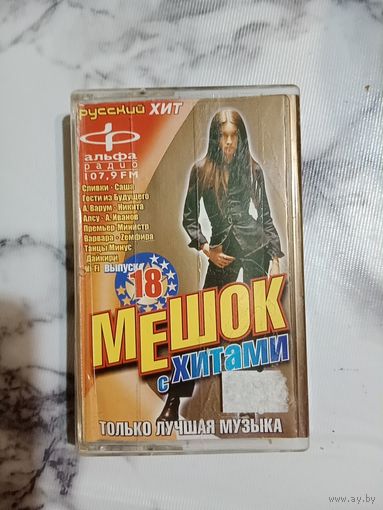 русский ХИТ
альфа
радио
107,9 FM
Сливки · Саша
Гости из Будущего
А. Варум · Никита
Алсу · А. Иванов
Премьер-Министр
Варвара · Земфира
Танцы Минус
Дайкири
Hi-Fi
ВЫПУСК
18
МЕШОК
с ХИТАМИ
ТОЛЬКО ЛУЧШАЯ МУЗЫКА
www.ay.by